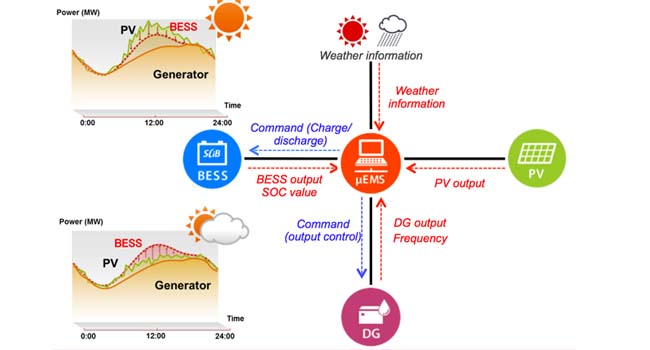 Power (MW)
PV
BESS
Generator
Time
0:00
12:00
24:00
Weather information
Weather
information
Command (Charge/
discharge)
BESS
BESS output
SOC value
μEMS
PV output
PV
Command
(output control)
DG output
Frequency
DG
Power (MW)
BESS
PV
Generator
Time
0:00
12:00
24:00